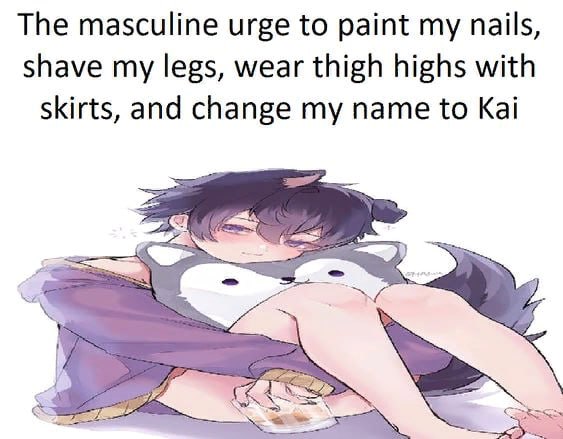 The masculine urge to paint my nails,
shave my legs, wear thigh highs with
skirts, and change my name to Kai